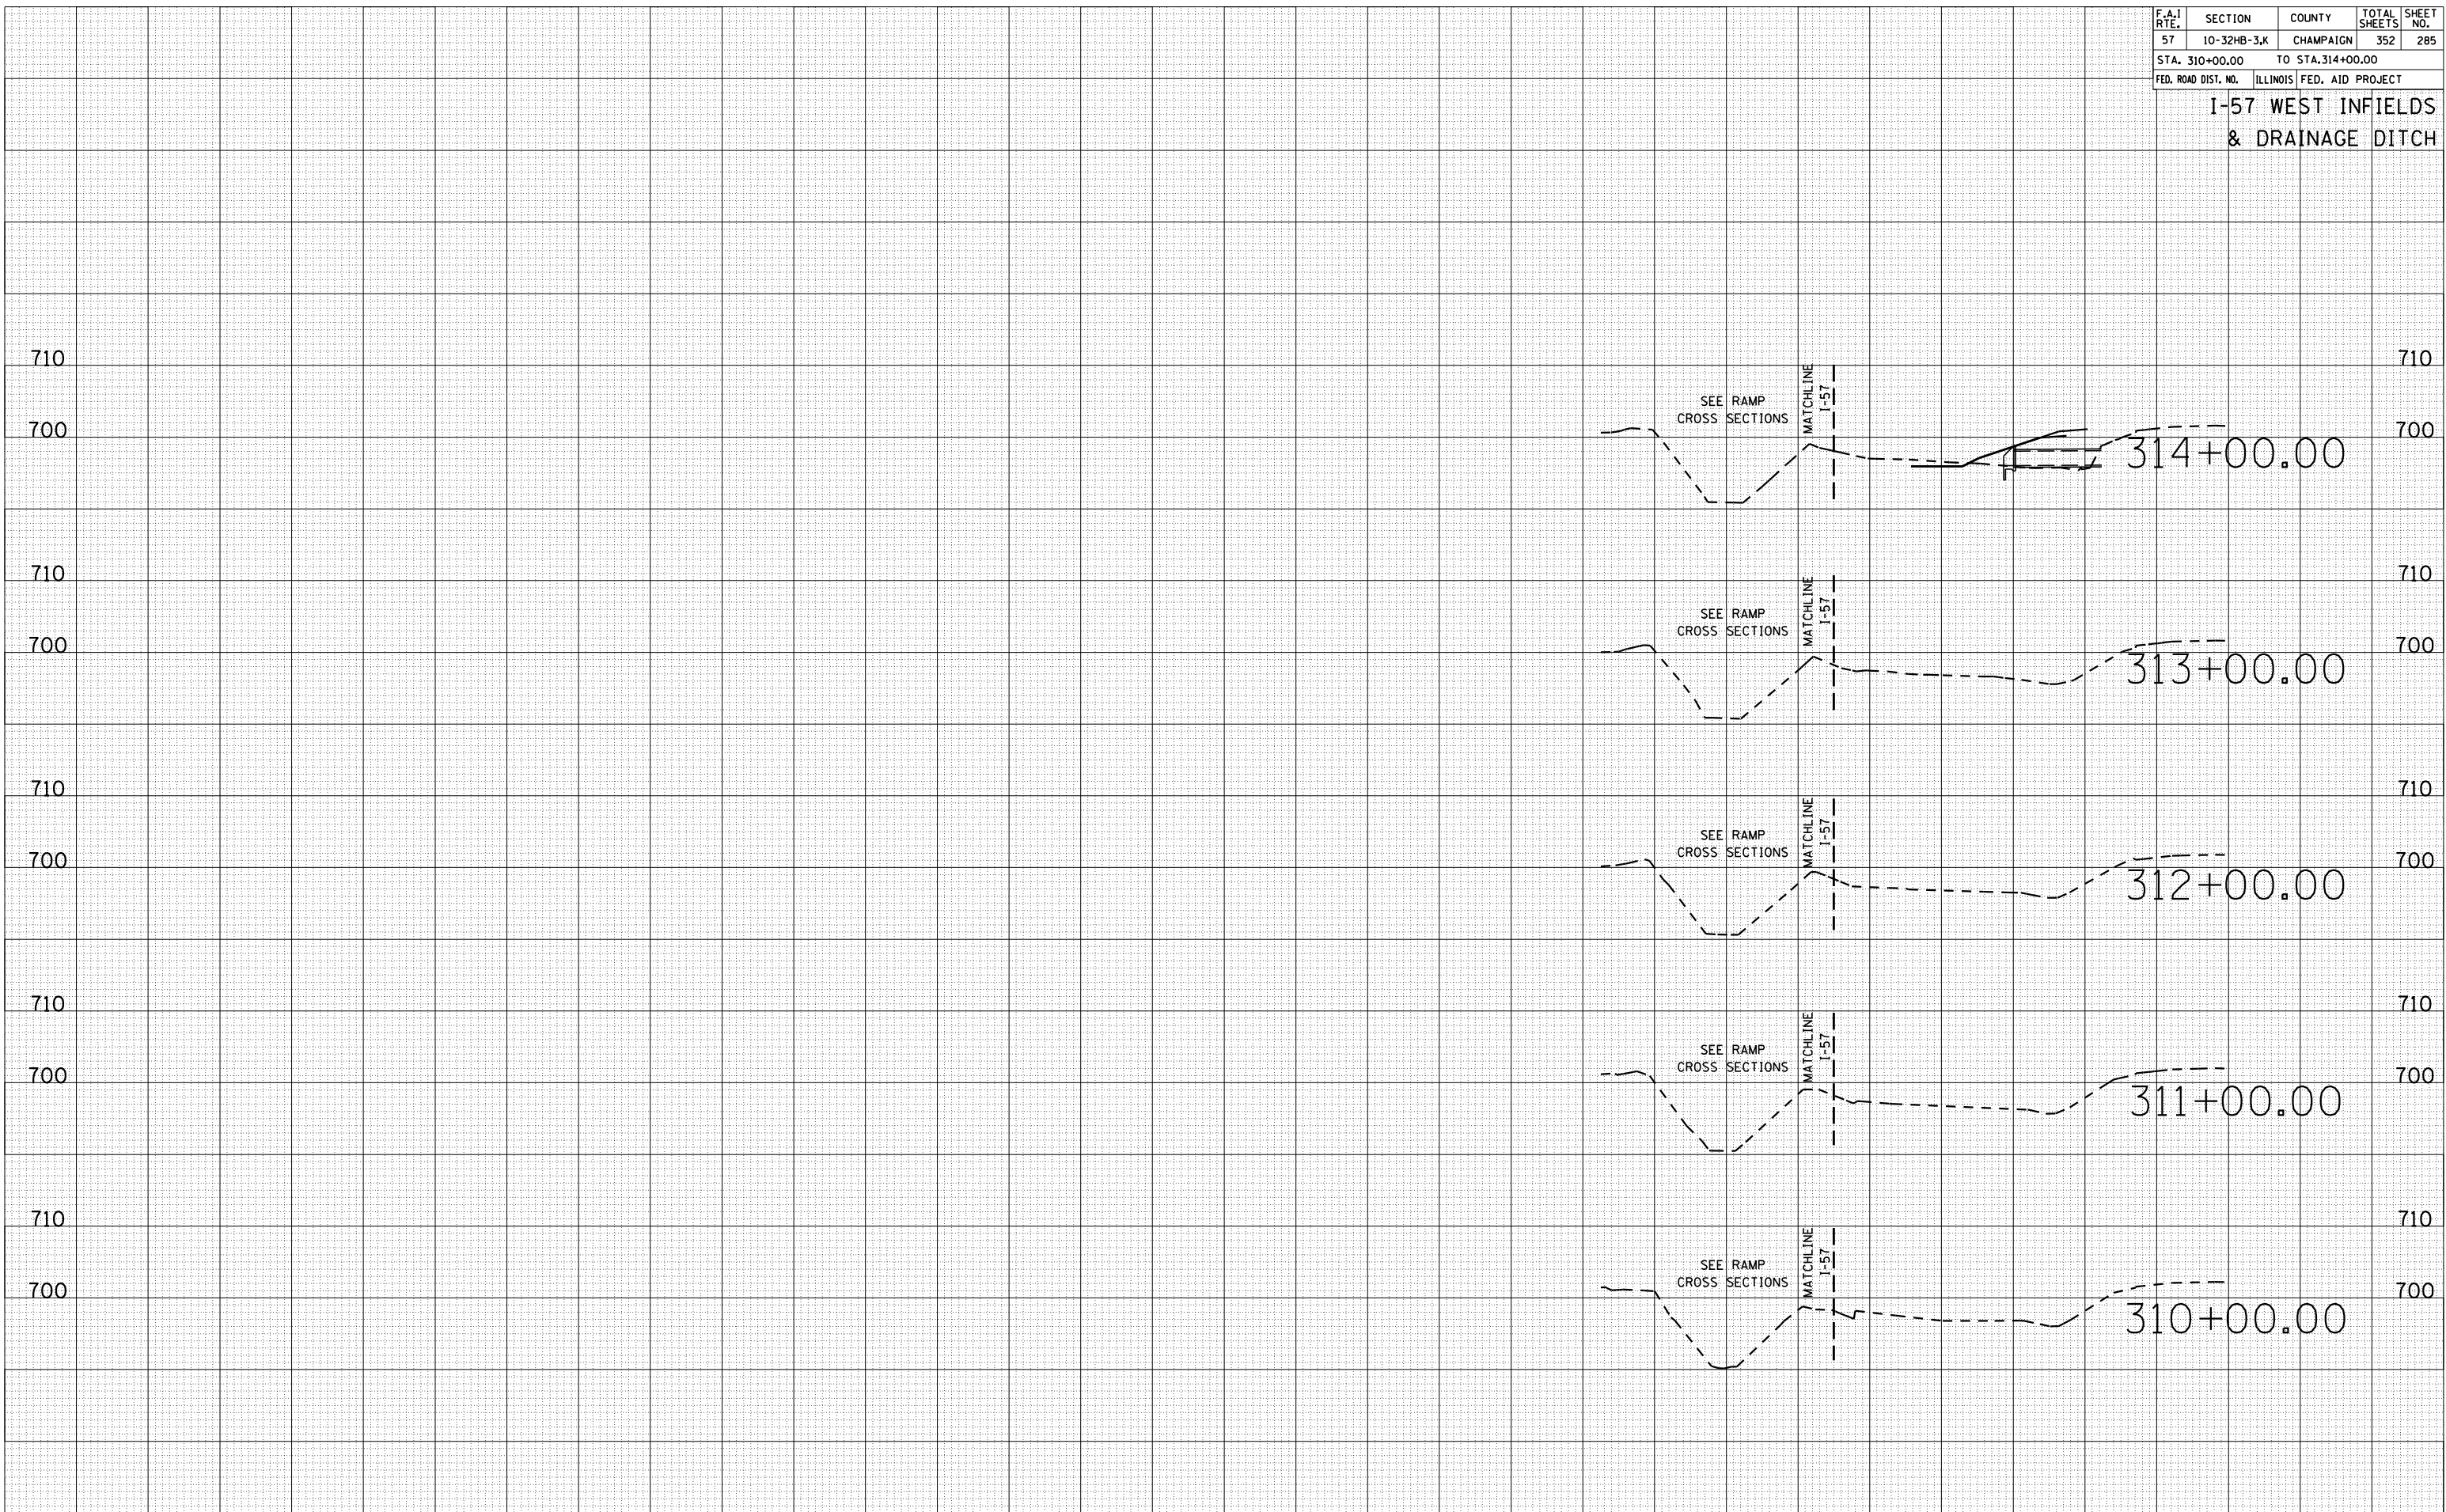 F.A.I RTE. SECTION COUNTY TOTAL SHEETS SHEET NO.
57 10-32HB-3,K CHAMPAIGN 352 285
STA. 310+00.00 TO STA.314+00.00
FED. ROAD DIST. NO. ILLINOIS FED. AID PROJECT
I-57 WEST INFIELDS
& DRAINAGE DITCH
710 710
SEE RAMP
CROSS SECTIONS
MATCHLINE
I-57
700 700
314+00.00
710 710
SEE RAMP
CROSS SECTIONS
MATCHLINE
I-57
700 700
313+00.00
710 710
SEE RAMP
CROSS SECTIONS
MATCHLINE
I-57
700 700
312+00.00
710 710
SEE RAMP
CROSS SECTIONS
MATCHLINE
I-57
700 700
311+00.00
710 710
SEE RAMP
CROSS SECTIONS
MATCHLINE
I-57
700 700
310+00.00